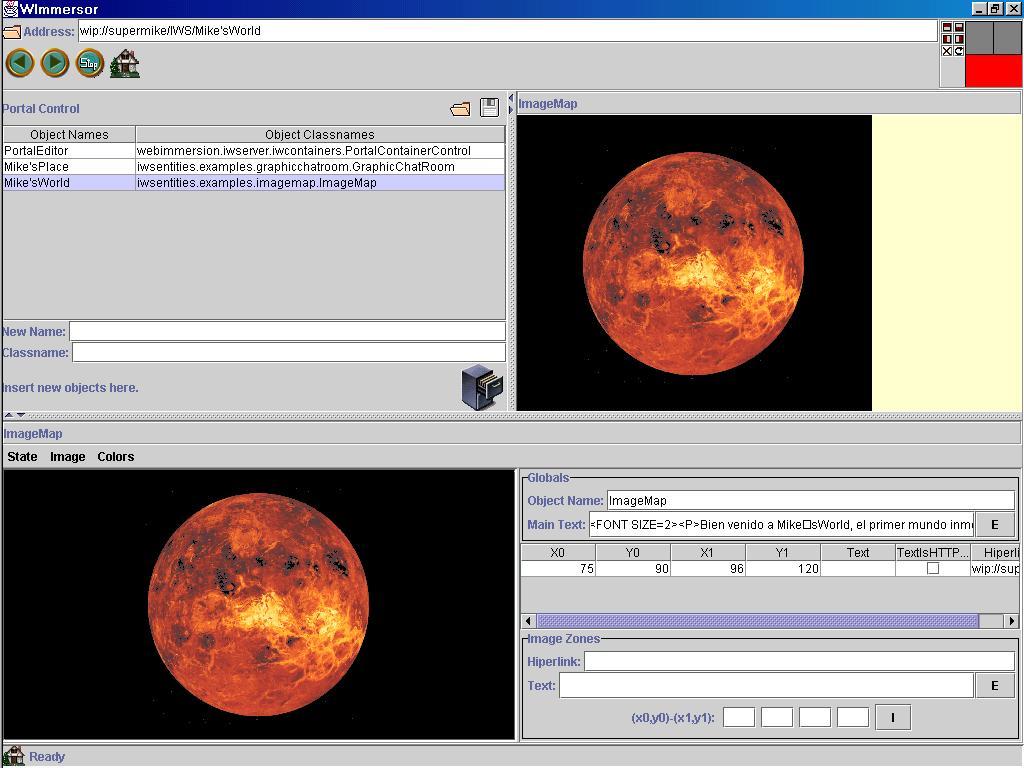 WImmersor
Address: wip://supermike/IWS/Mike'sWorld
Stop
Portal Control
Object Names Object Classnames
PortalEditor webimmersion.iwserver.iwcontainers.PortalContainerControl
Mike'sPlace iwsentities.examples.graphicchatroom.GraphicChatRoom
Mike'sWorld iwsentities.examples.imagemap.ImageMap
New Name:
Classname:
Insert new objects here.
ImageMap
ImageMap
State Image Colors
Globals
Object Name: ImageMap
Main Text: <FONT SIZE=2><P>Bien venido a Mike□sWorld, el primer mundo inm E
X0 Y0 X1 Y1 Text TextIsHTTP... Hiperli
75 90 96 120 wip://sup
Image Zones
Hiperlink:
Text: E
(x0,y0)-(x1,y1): I
Ready